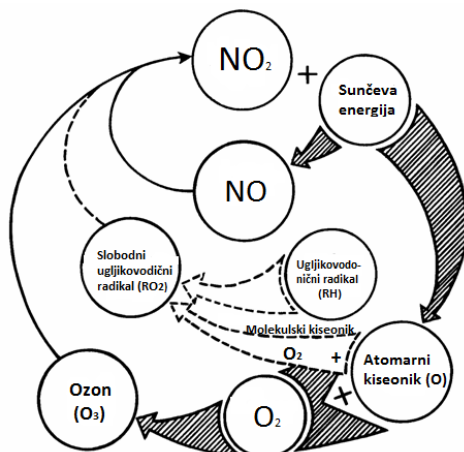 NO₂
+
Sunčeva
energija
NO
Slobodni
ugljikovodični
radikal (RO2)
Ugljikovodo-
nični radikal
(RH)
Molekulski kiseonik
O₂
+
Atomarni
kiseonik (O)
+
Ozon
(O₃)
O₂